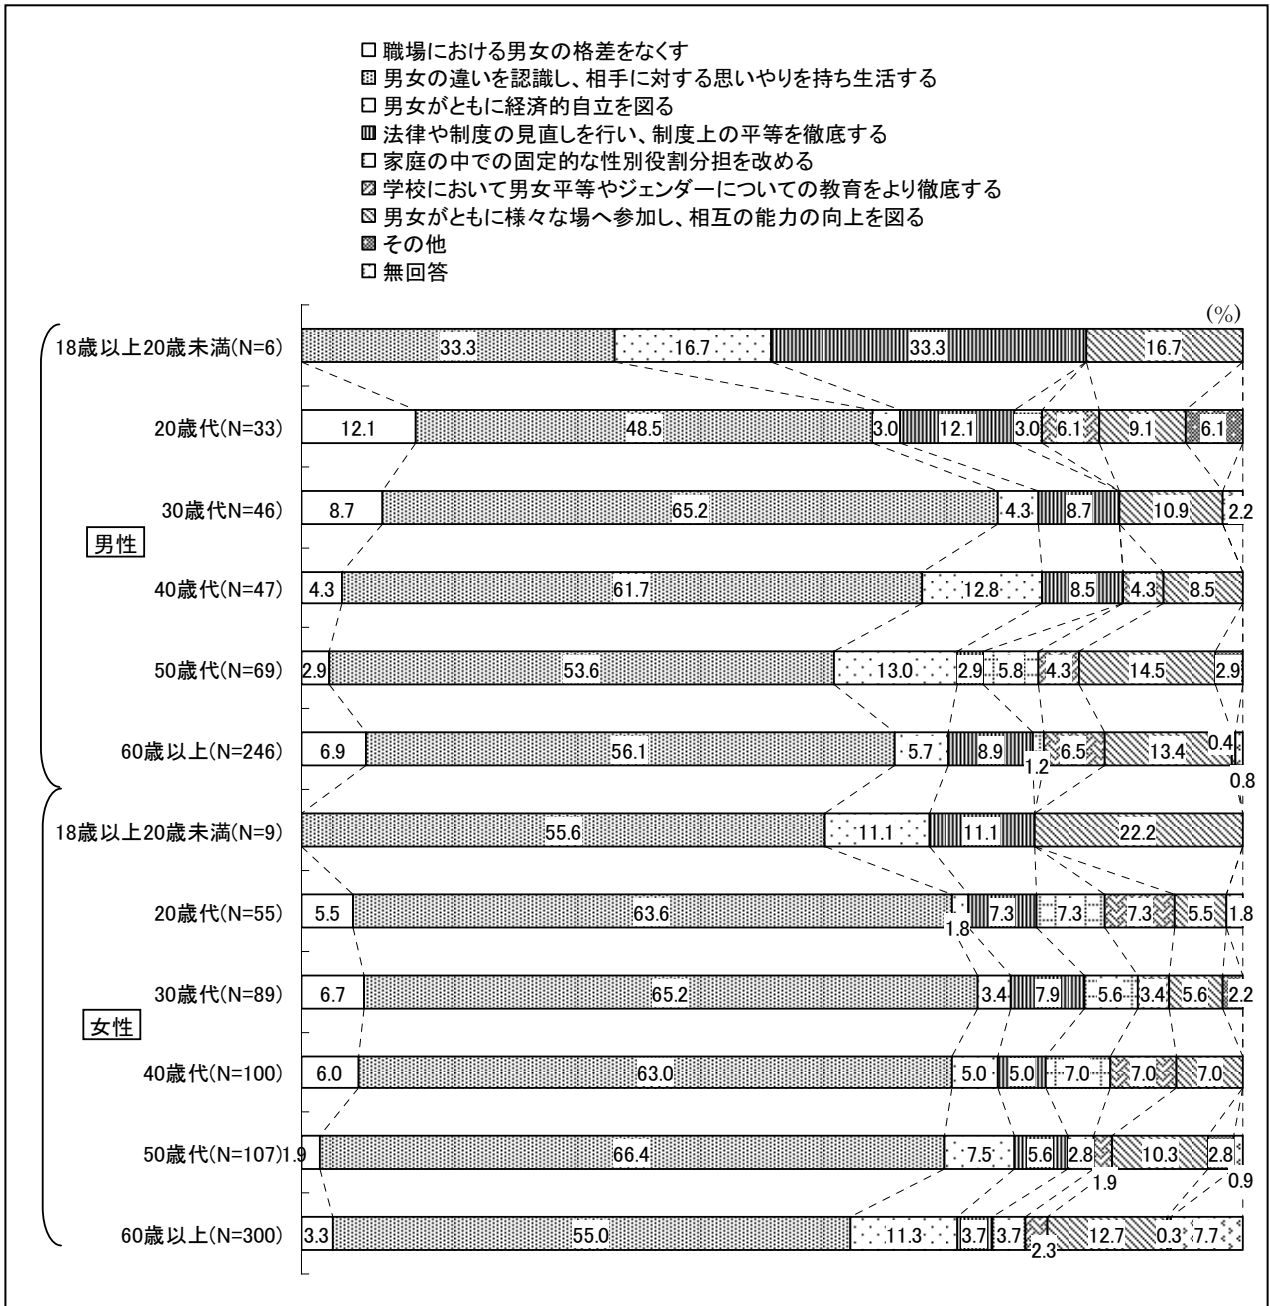 職場における男女の格差をなくす
男女の違いを認識し、相手に対する思いやりを持ち生活する
男女がともに経済的自立を図る
法律や制度の見直しを行い、制度上の平等を徹底する
家庭の中での固定的な性別役割分担を改める
学校において男女平等やジェンダーについての教育をより徹底する
男女がともに様々な場へ参加し、相互の能力の向上を図る
その他
無回答
(%)
男性
18歳以上20歳未満(N=6) 33.3 16.7 33.3 16.7
20歳代(N=33) 12.1 48.5 3.0 12.1 3.0 6.1 9.1 6.1
30歳代N=46) 8.7 65.2 4.3 8.7 10.9 2.2
40歳代(N=47) 4.3 61.7 12.8 8.5 4.3 8.5
50歳代(N=69) 2.9 53.6 13.0 2.9 5.8 4.3 14.5 2.9
60歳以上(N=246) 6.9 56.1 5.7 8.9 1.2 6.5 13.4 0.4 0.8
女性
18歳以上20歳未満(N=9) 55.6 11.1 11.1 22.2
20歳代(N=55) 5.5 63.6 1.8 7.3 7.3 7.3 5.5 1.8
30歳代(N=89) 6.7 65.2 3.4 7.9 5.6 3.4 5.6 2.2
40歳代(N=100) 6.0 63.0 5.0 5.0 7.0 7.0 7.0
50歳代(N=107) 1.9 66.4 7.5 5.6 2.8 1.9 10.3 2.8 0.9
60歳以上(N=300) 3.3 55.0 11.3 3.7 3.7 2.3 12.7 0.3 7.7